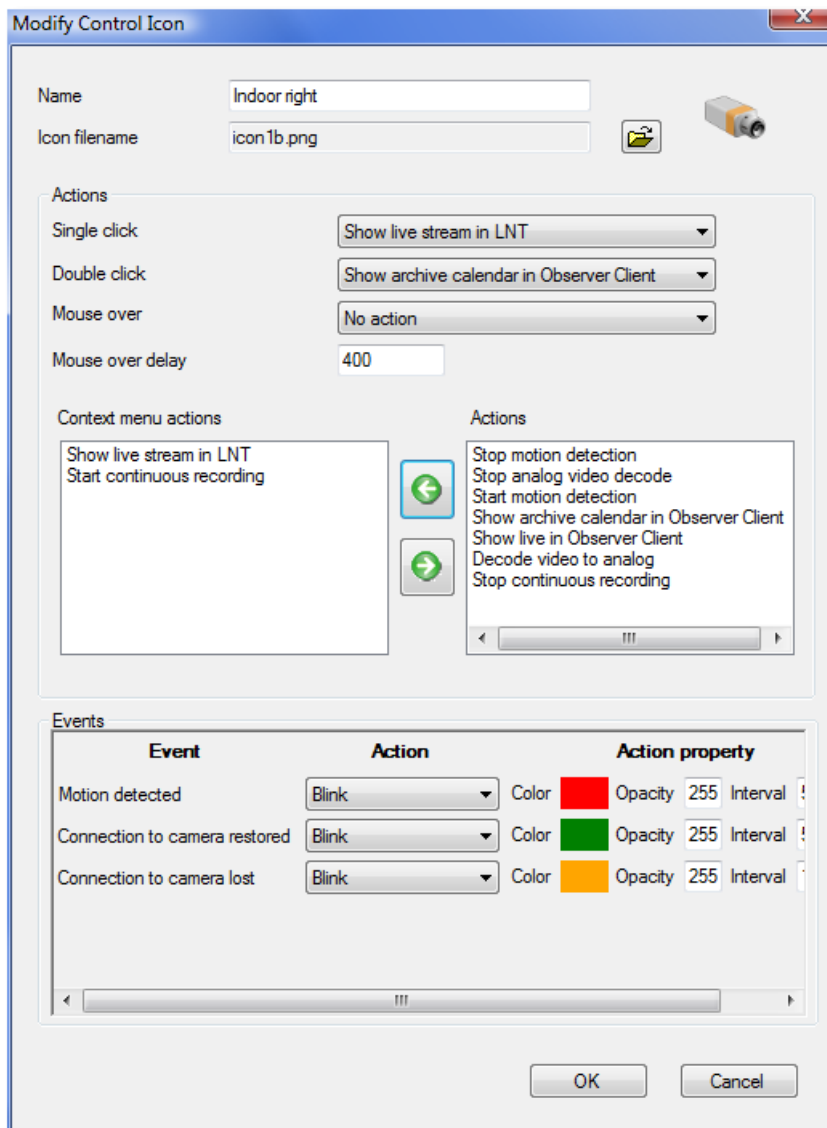 Modify Control Icon
Name Indoor right
Icon filename icon1b.png
Actions
Single click Show live stream in LNT
Double click Show archive calendar in Observer Client
Mouse over No action
Mouse over delay 400
Context menu actions
Show live stream in LNT
Start continuous recording
Actions
Stop motion detection
Stop analog video decode
Start motion detection
Show archive calendar in Observer Client
Show live in Observer Client
Decode video to analog
Stop continuous recording
Events
Event Action Action property
Motion detected Blink Color Opacity 255 Interval
Connection to camera restored Blink Color Opacity 255 Interval
Connection to camera lost Blink Color Opacity 255 Interval
OK Cancel